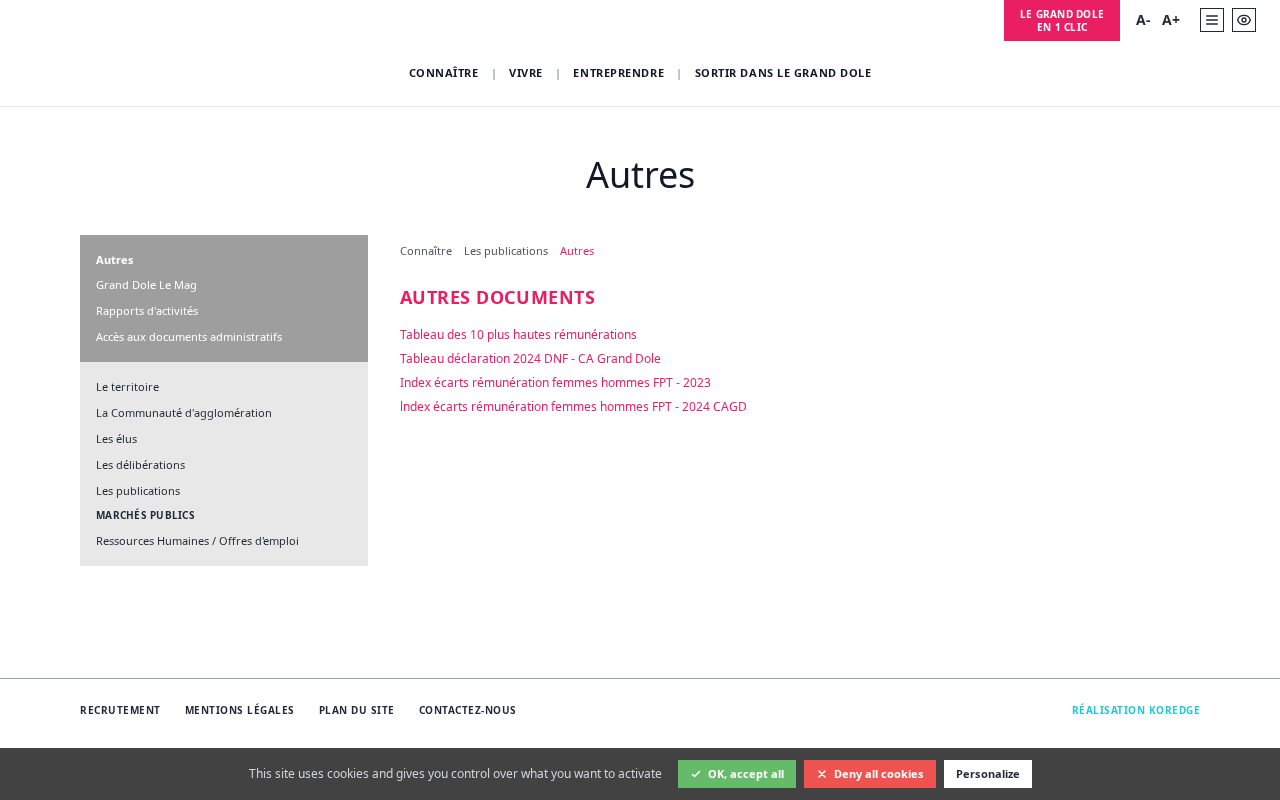 LE GRAND DOLE
EN 1 CLIC
A- A+
CONNAÎTRE | VIVRE | ENTREPRENDRE | SORTIR DANS LE GRAND DOLE
Autres
Autres
Grand Dole Le Mag
Rapports d'activités
Accès aux documents administratifs
Le territoire
La Communauté d'agglomération
Les élus
Les délibérations
Les publications
MARCHÉS PUBLICS
Ressources Humaines / Offres d'emploi
Connaître Les publications Autres
AUTRES DOCUMENTS
Tableau des 10 plus hautes rémunérations
Tableau déclaration 2024 DNF - CA Grand Dole
Index écarts rémunération femmes hommes FPT - 2023
Index écarts rémunération femmes hommes FPT - 2024 CAGD
RECRUTEMENT MENTIONS LÉGALES PLAN DU SITE CONTACTEZ-NOUS
RÉALISATION KOREDGE
This site uses cookies and gives you control over what you want to activate
OK, accept all
Deny all cookies
Personalize